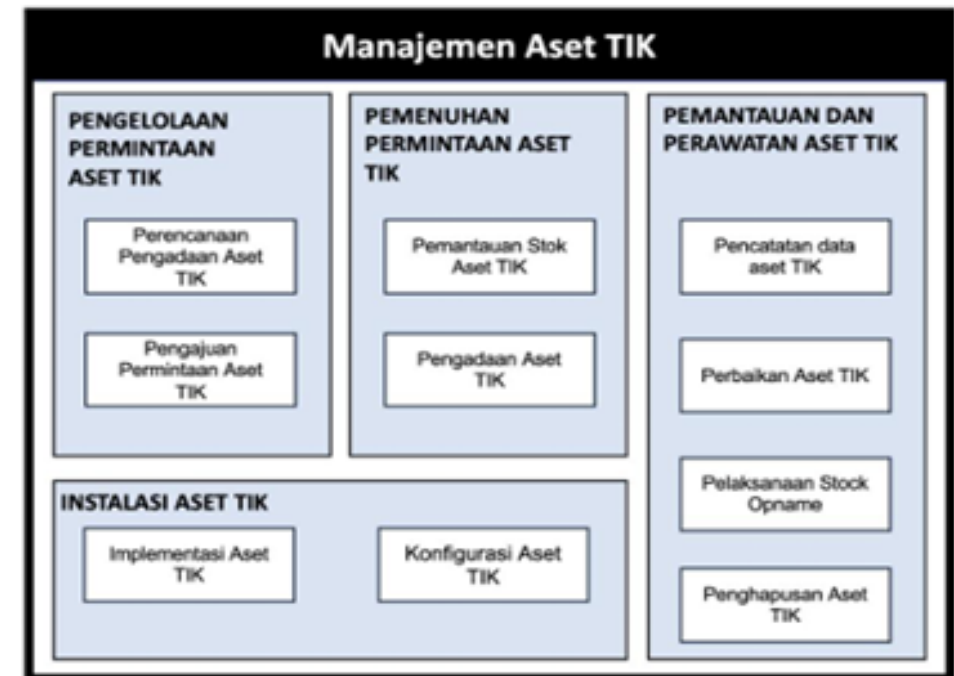 Manajemen Aset TIK
PENGELOLAAN
PERMINTAAN
ASET TIK
Perencanaan
Pengadaan Aset
TIK
Pengajuan
Permintaan Aset
TIK
PEMENUHAN
PERMINTAAN ASET
TIK
Pemantauan Stok
Aset TIK
Pengadaan Aset
TIK
PEMANTAUAN DAN
PERAWATAN ASET TIK
Pencatatan data
aset TIK
Perbaikan Aset TIK
Pelaksanaan Stock
Opname
Penghapusan Aset
TIK
INSTALASI ASET TIK
Implementasi Aset
TIK
Konfigurasi Aset
TIK